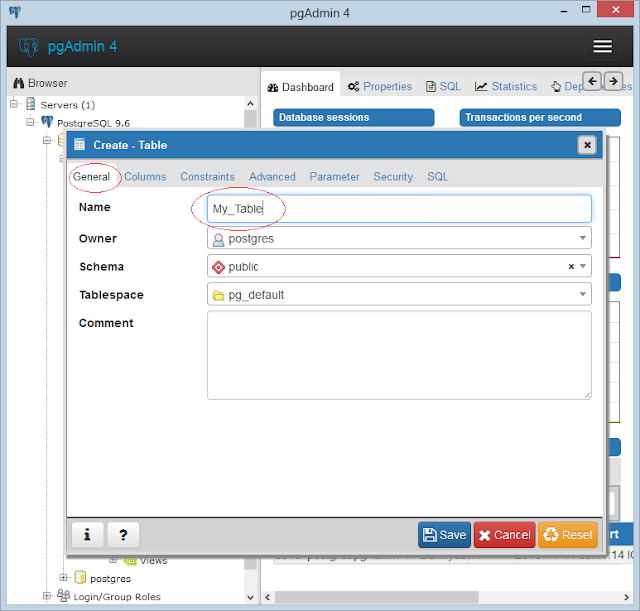 pgAdmin 4
pgAdmin 4
Browser
Dashboard Properties SQL Statistics
Servers (1)
PostgreSQL 9.6
Database sessions Transactions per second
Create - Table
General Columns Constraints Advanced Parameter Security SQL
Name My_Table
Owner postgres
Schema public
Tablespace pg_default
Comment
i ? Save Cancel Reset
Views
postgres
Login/Group Roles